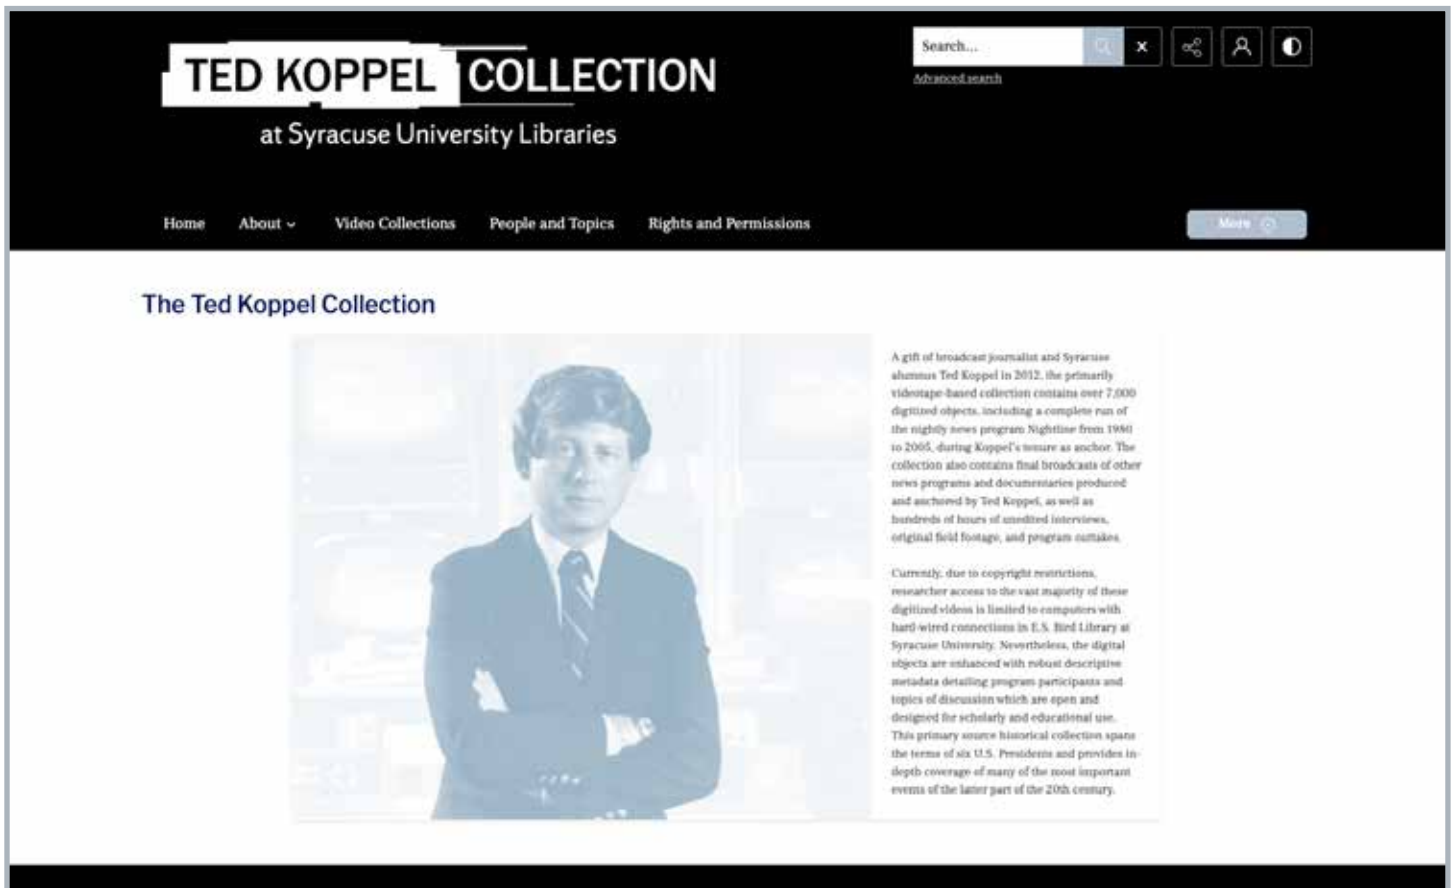 TED KOPPEL COLLECTION
at Syracuse University Libraries
Search...
Advanced search
Home
About
Video Collections
People and Topics
Rights and Permissions
More
The Ted Koppel Collection
A gift of broadcast journalist and Syracuse
alumnus Ted Koppel in 2012, the primarily
videotape-based collection contains over 7,000
digitized objects, including a complete run of
the nightly news program Nightline from 1980
to 2005, during Koppel's tenure as anchor. The
collection also contains final broadcasts of other
news programs and documentaries produced
and anchored by Ted Koppel, as well as
hundreds of hours of unedited interviews,
original field footage, and program outtakes.
Currently, due to copyright restrictions,
researcher access to the vast majority of these
digitized videos is limited to computers with
hard-wired connections in E.S. Bird Library at
Syracuse University. Nevertheless, the digital
objects are enhanced with robust descriptive
metadata detailing program participants and
topics of discussion which are open and
designed for scholarly and educational use.
This primary source historical collection spans
the terms of six U.S. Presidents and provides in-
depth coverage of many of the most important
events of the latter part of the 20th century.